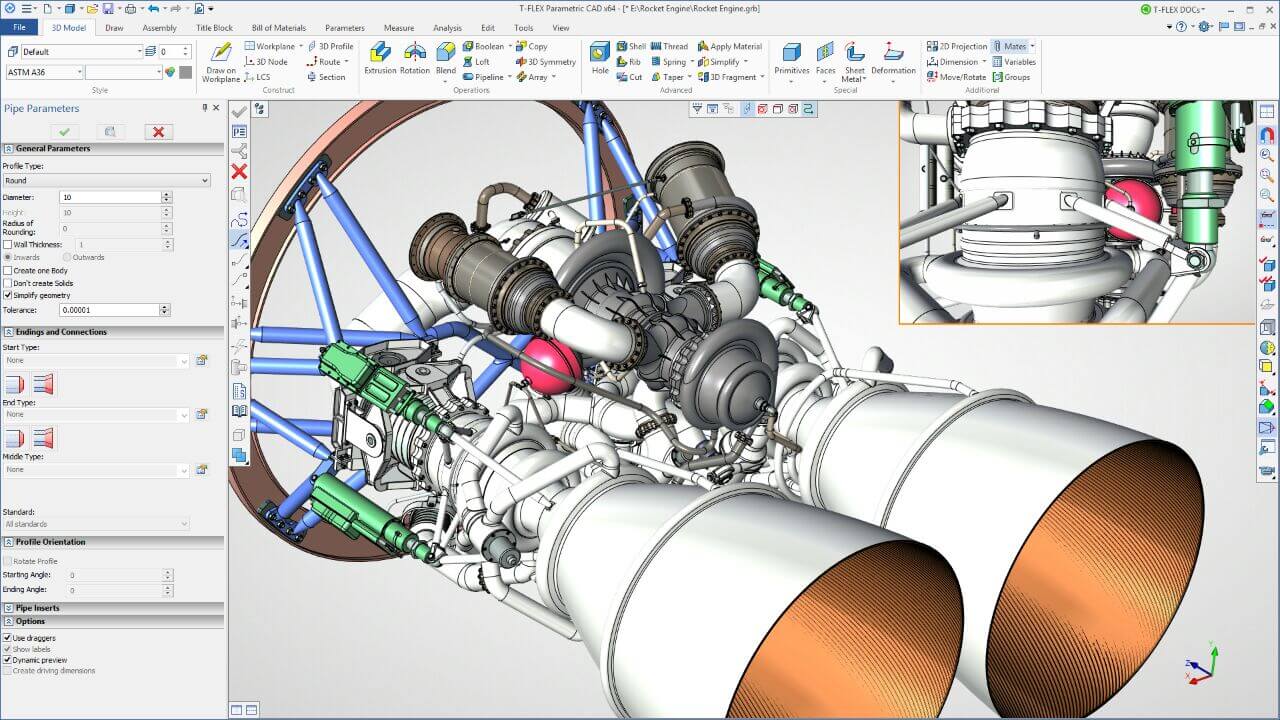 T-FLEX Parametric CAD x64 - [* E:\Rocket Engine\Rocket Engine.grb]
T-FLEX DOCs
File 3D Model Draw Assembly Title Block Bill of Materials Parameters Measure Analysis Edit Tools View
Default 0
ASTM A36
Style
Draw on Workplane
Workplane 3D Profile
3D Node Route
LCS Section
Construct
Extrusion Rotation Blend
Boolean Copy
Loft 3D Symmetry
Pipeline Array
Operations
Hole
Shell Thread Apply Material
Rib Spring Simplify
Cut Taper 3D Fragment
Advanced
Primitives Faces Sheet Metal Deformation
Special
2D Projection Mates
Dimension Variables
Move/Rotate Groups
Additional
Pipe Parameters
General Parameters
Profile Type:
Round
Diameter: 10
Height: 10
Radius of Rounding: 0
Wall Thickness: 1
Inwards Outwards
Create one Body
Don't create Solids
Simplify geometry
Tolerance: 0.00001
Endings and Connections
Start Type:
None
End Type:
None
Middle Type:
None
Standard:
All standards
Profile Orientation
Rotate Profile
Starting Angle: 0
Ending Angle: 0
Pipe Inserts
Options
Use draggers
Show labels
Dynamic preview
Create driving dimensions
Y
Z
X